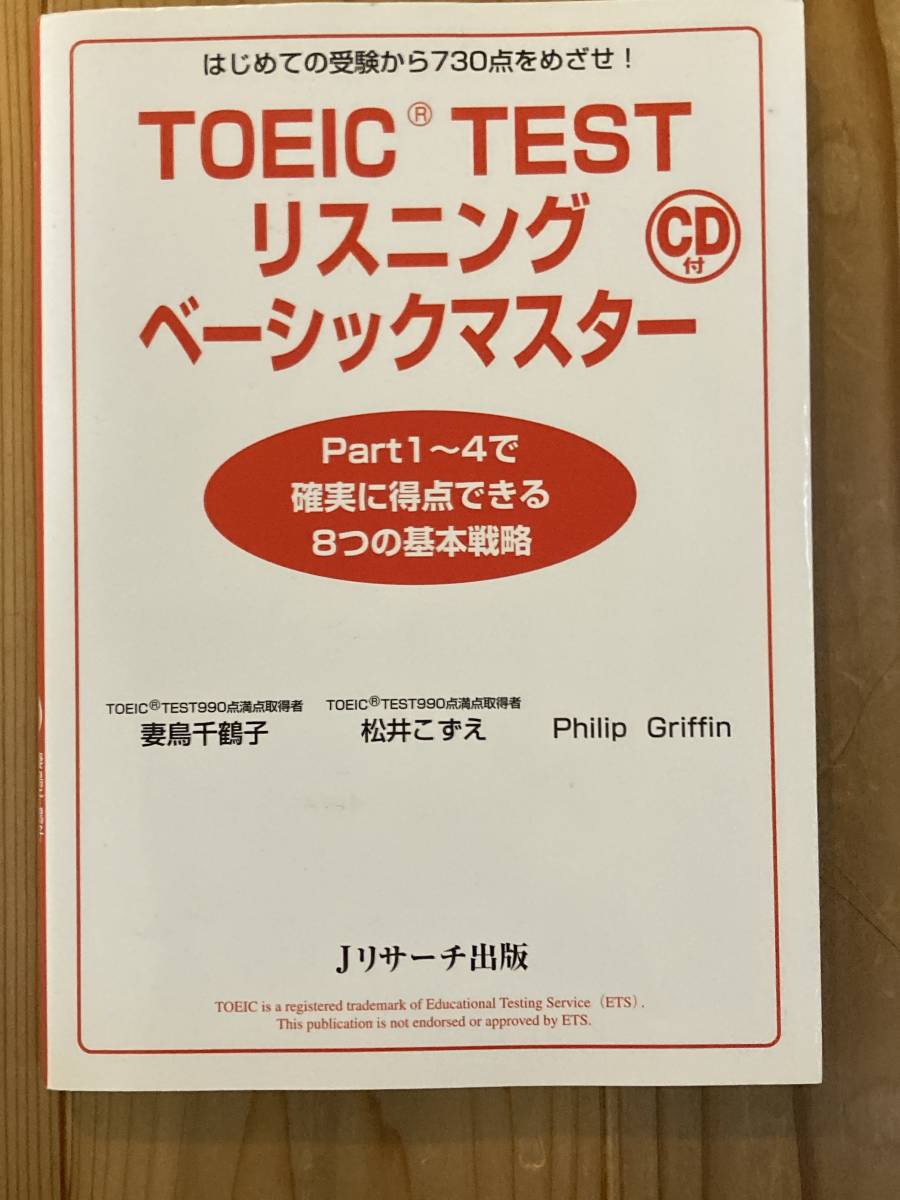 はじめての受験から730点をめざせ!
TOEIC® TEST
リスニング
CD
付
ベーシックマスター
Part1〜4で
確実に得点できる
8つの基本戦略
TOEIC®TEST990点満点取得者
妻鳥千鶴子
TOEIC®TEST990点満点取得者
松井こずえ
Philip Griffin
Jリサーチ出版
TOEIC is a registered trademark of Educational Testing Service (ETS).
This publication is not endorsed or approved by ETS.